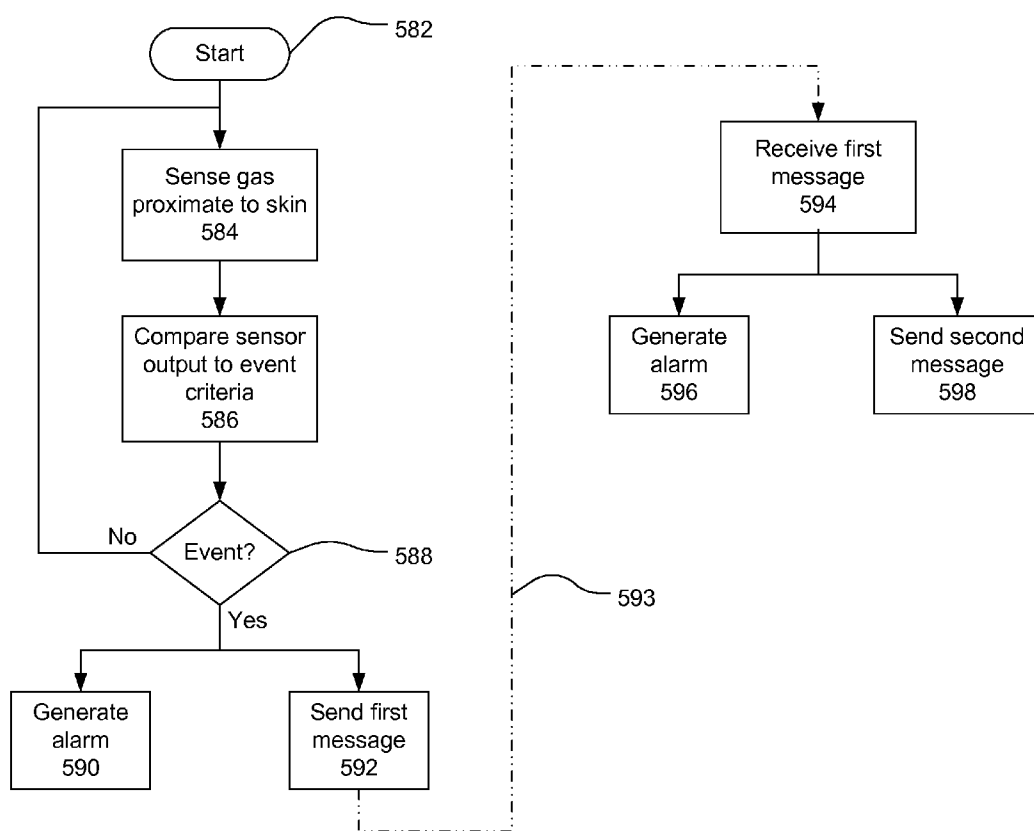 Start
582
Sense gas
proximate to skin
584
Compare sensor
output to event
criteria
586
No
Event?
588
Yes
Generate
alarm
590
Send first
message
592
593
Receive first
message
594
Generate
alarm
596
Send second
message
598